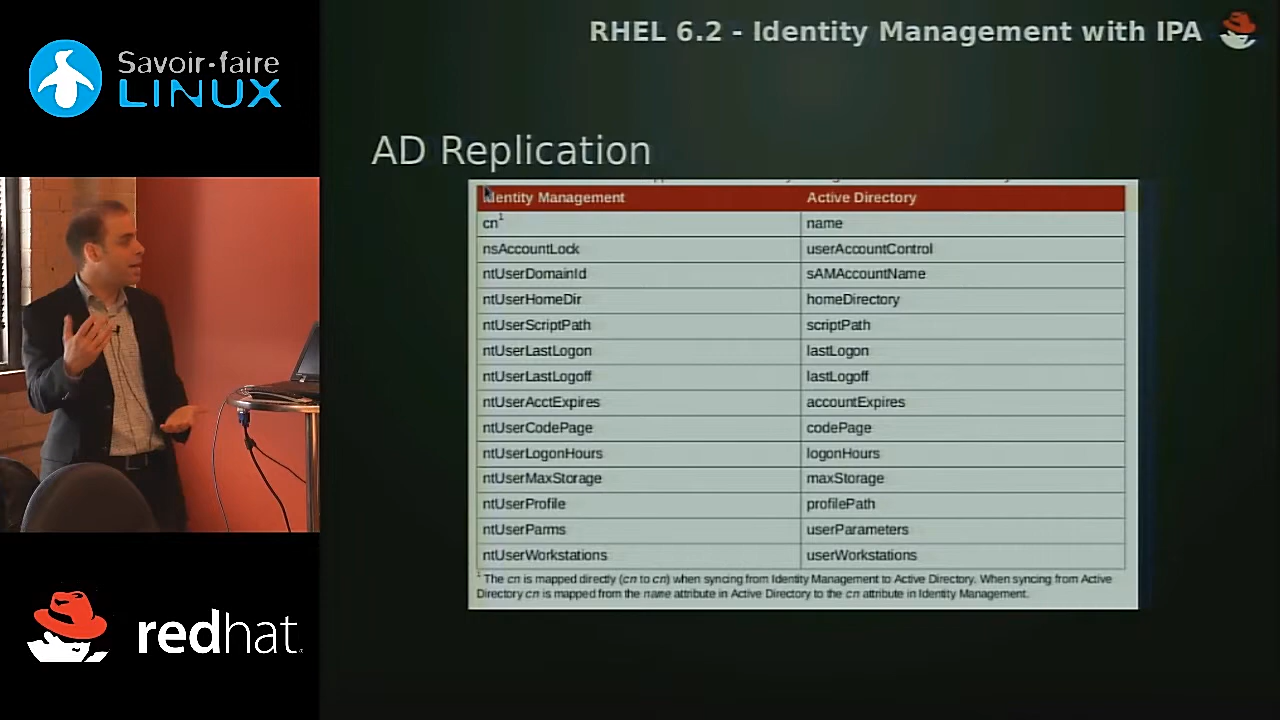 Savoir-faire
LINUX
RHEL 6.2 - Identity Management with IPA
AD Replication
Identity Management Active Directory
cn1 name
nsAccountLock userAccountControl
ntUserDomainId sAMAccountName
ntUserHomeDir homeDirectory
ntUserScriptPath scriptPath
ntUserLastLogon lastLogon
ntUserLastLogoff lastLogoff
ntUserAcctExpires accountExpires
ntUserCodePage codePage
ntUserLogonHours logonHours
ntUserMaxStorage maxStorage
ntUserProfile profilePath
ntUserParms userParameters
ntUserWorkstations userWorkstations
1 The cn is mapped directly (cn to cn) when syncing from Identity Management to Active Directory. When syncing from Active
Directory cn is mapped from the name attribute in Active Directory to the cn attribute in Identity Management.
redhat.